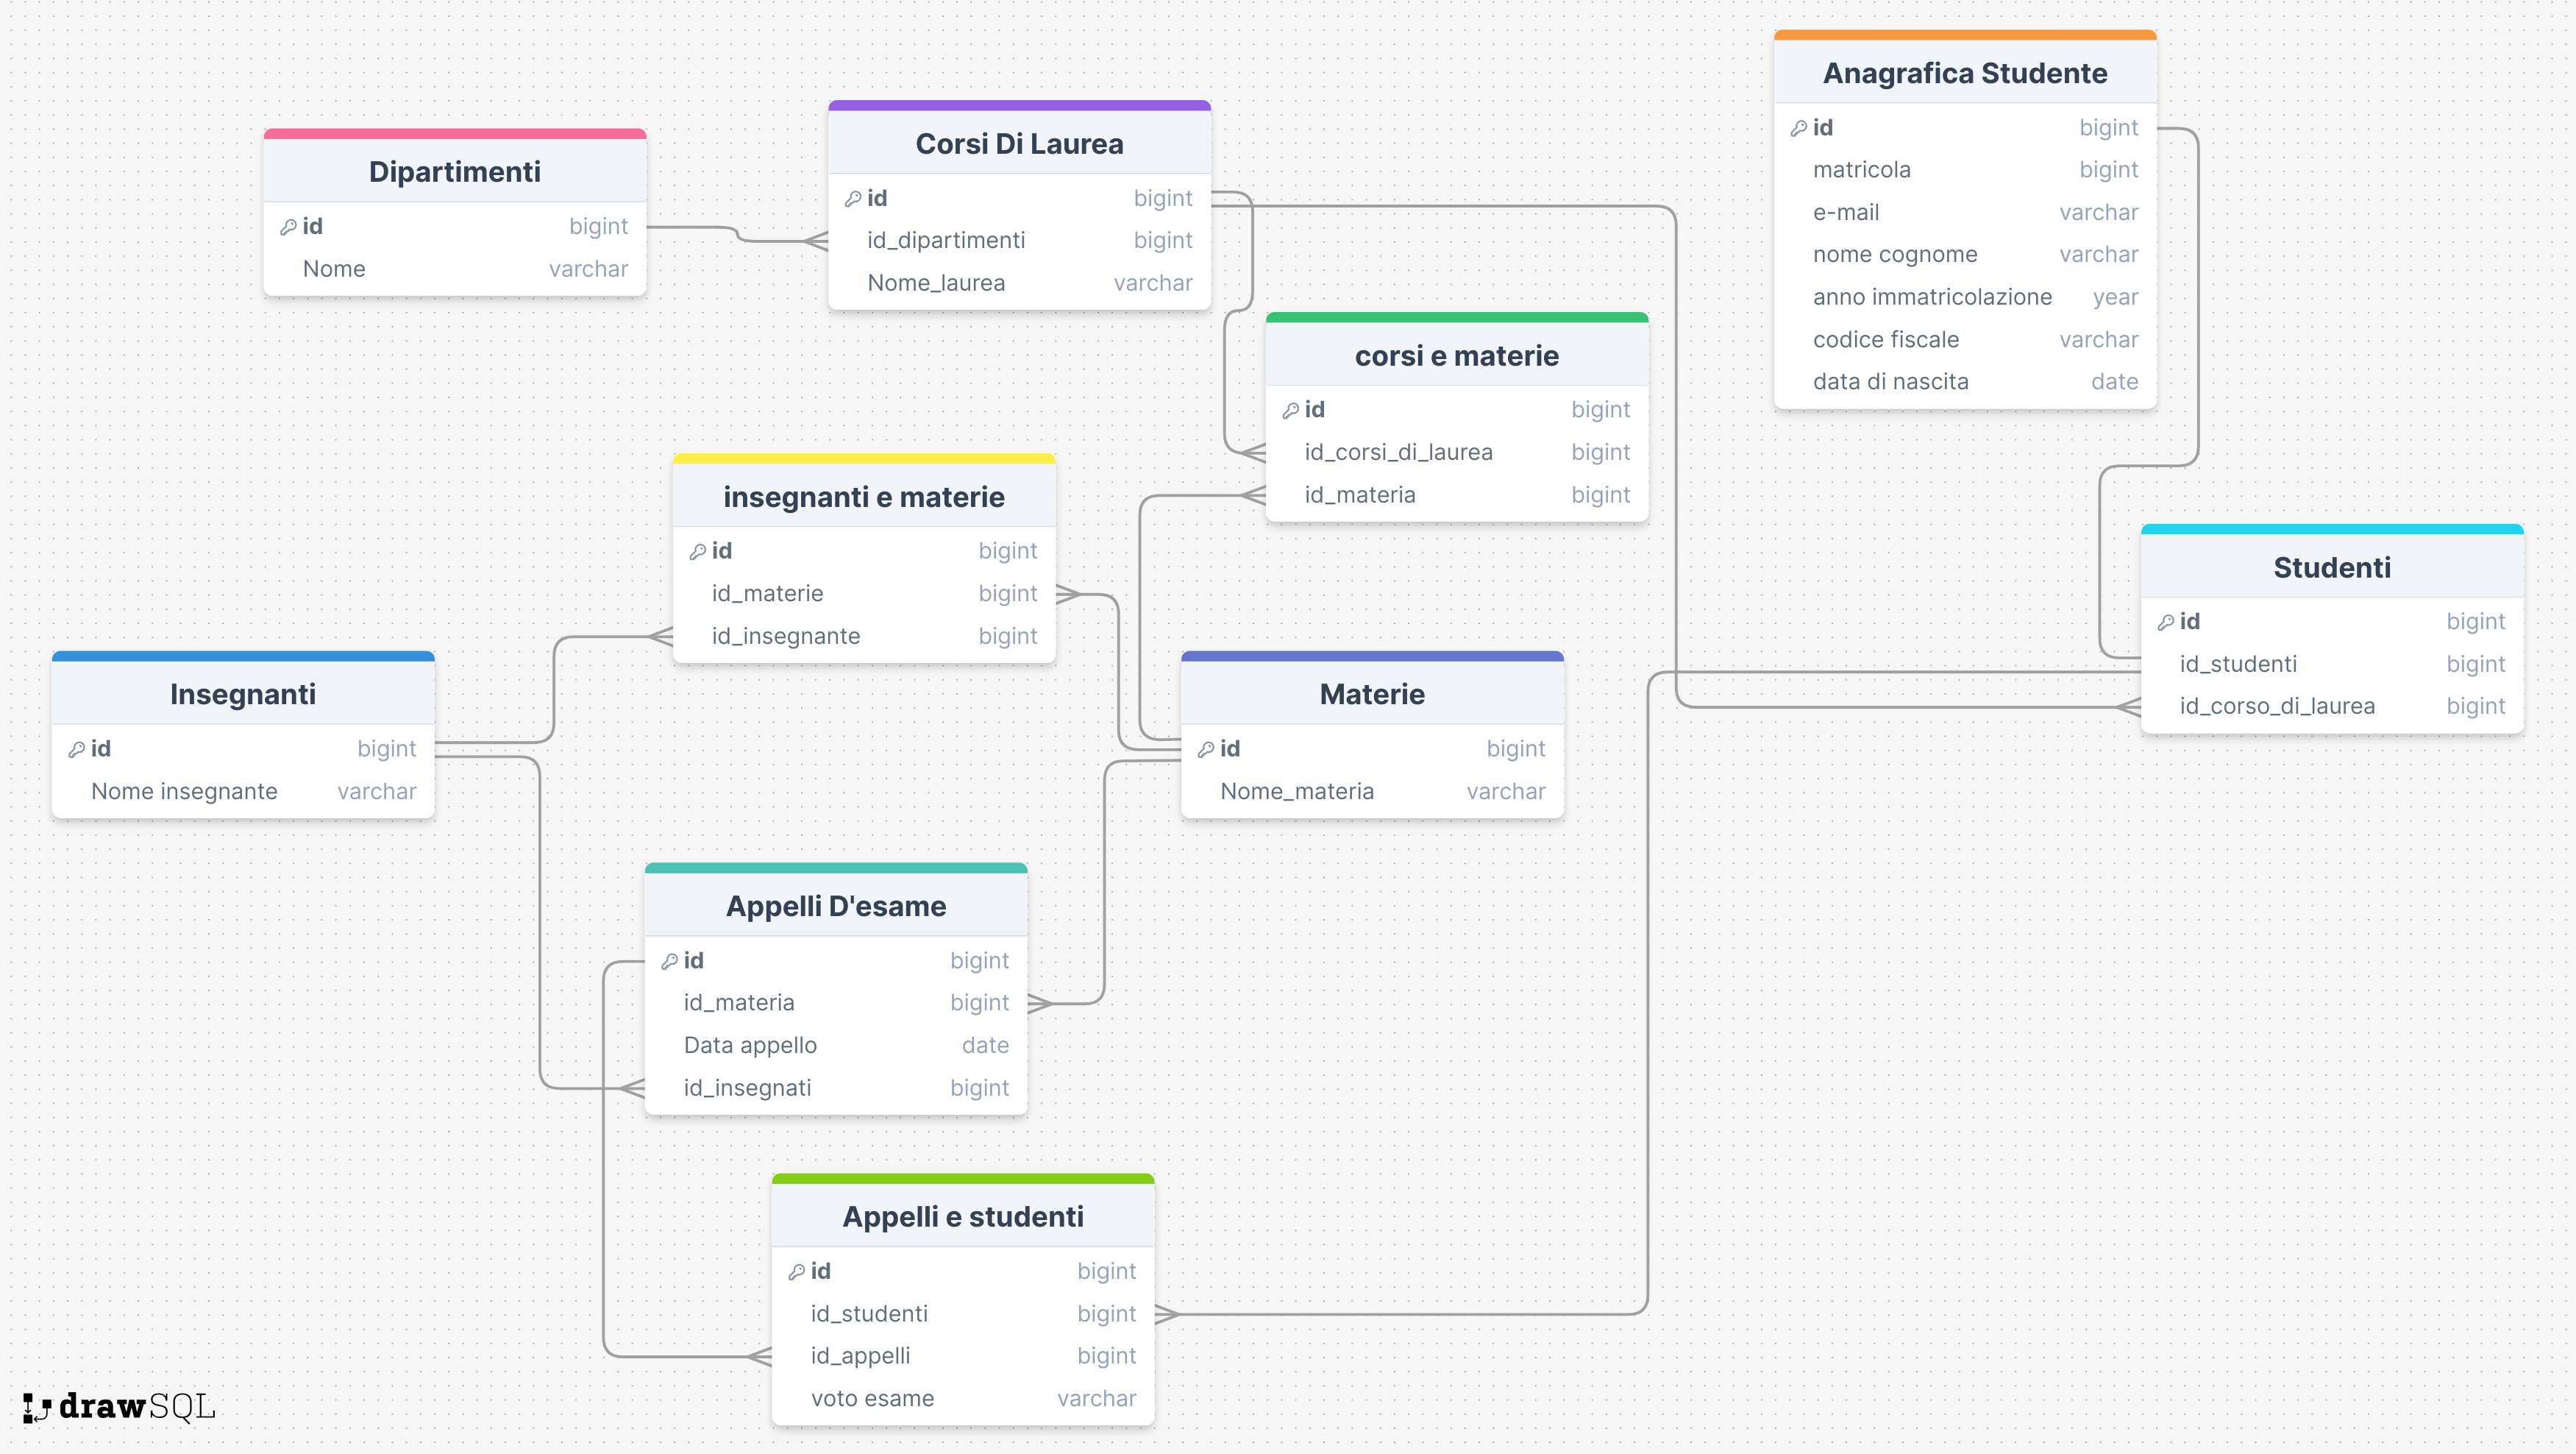 Dipartimenti
id bigint
Nome varchar
Corsi Di Laurea
id bigint
id_dipartimenti bigint
Nome_laurea varchar
Anagrafica Studente
id bigint
matricola bigint
e-mail varchar
nome cognome varchar
anno immatricolazione year
codice fiscale varchar
data di nascita date
corsi e materie
id bigint
id_corsi_di_laurea bigint
id_materia bigint
insegnanti e materie
id bigint
id_materie bigint
id_insegnante bigint
Studenti
id bigint
id_studenti bigint
id_corso_di_laurea bigint
Insegnanti
id bigint
Nome insegnante varchar
Materie
id bigint
Nome_materia varchar
Appelli D'esame
id bigint
id_materia bigint
Data appello date
id_insegnati bigint
Appelli e studenti
id bigint
id_studenti bigint
id_appelli bigint
voto esame varchar
drawSQL